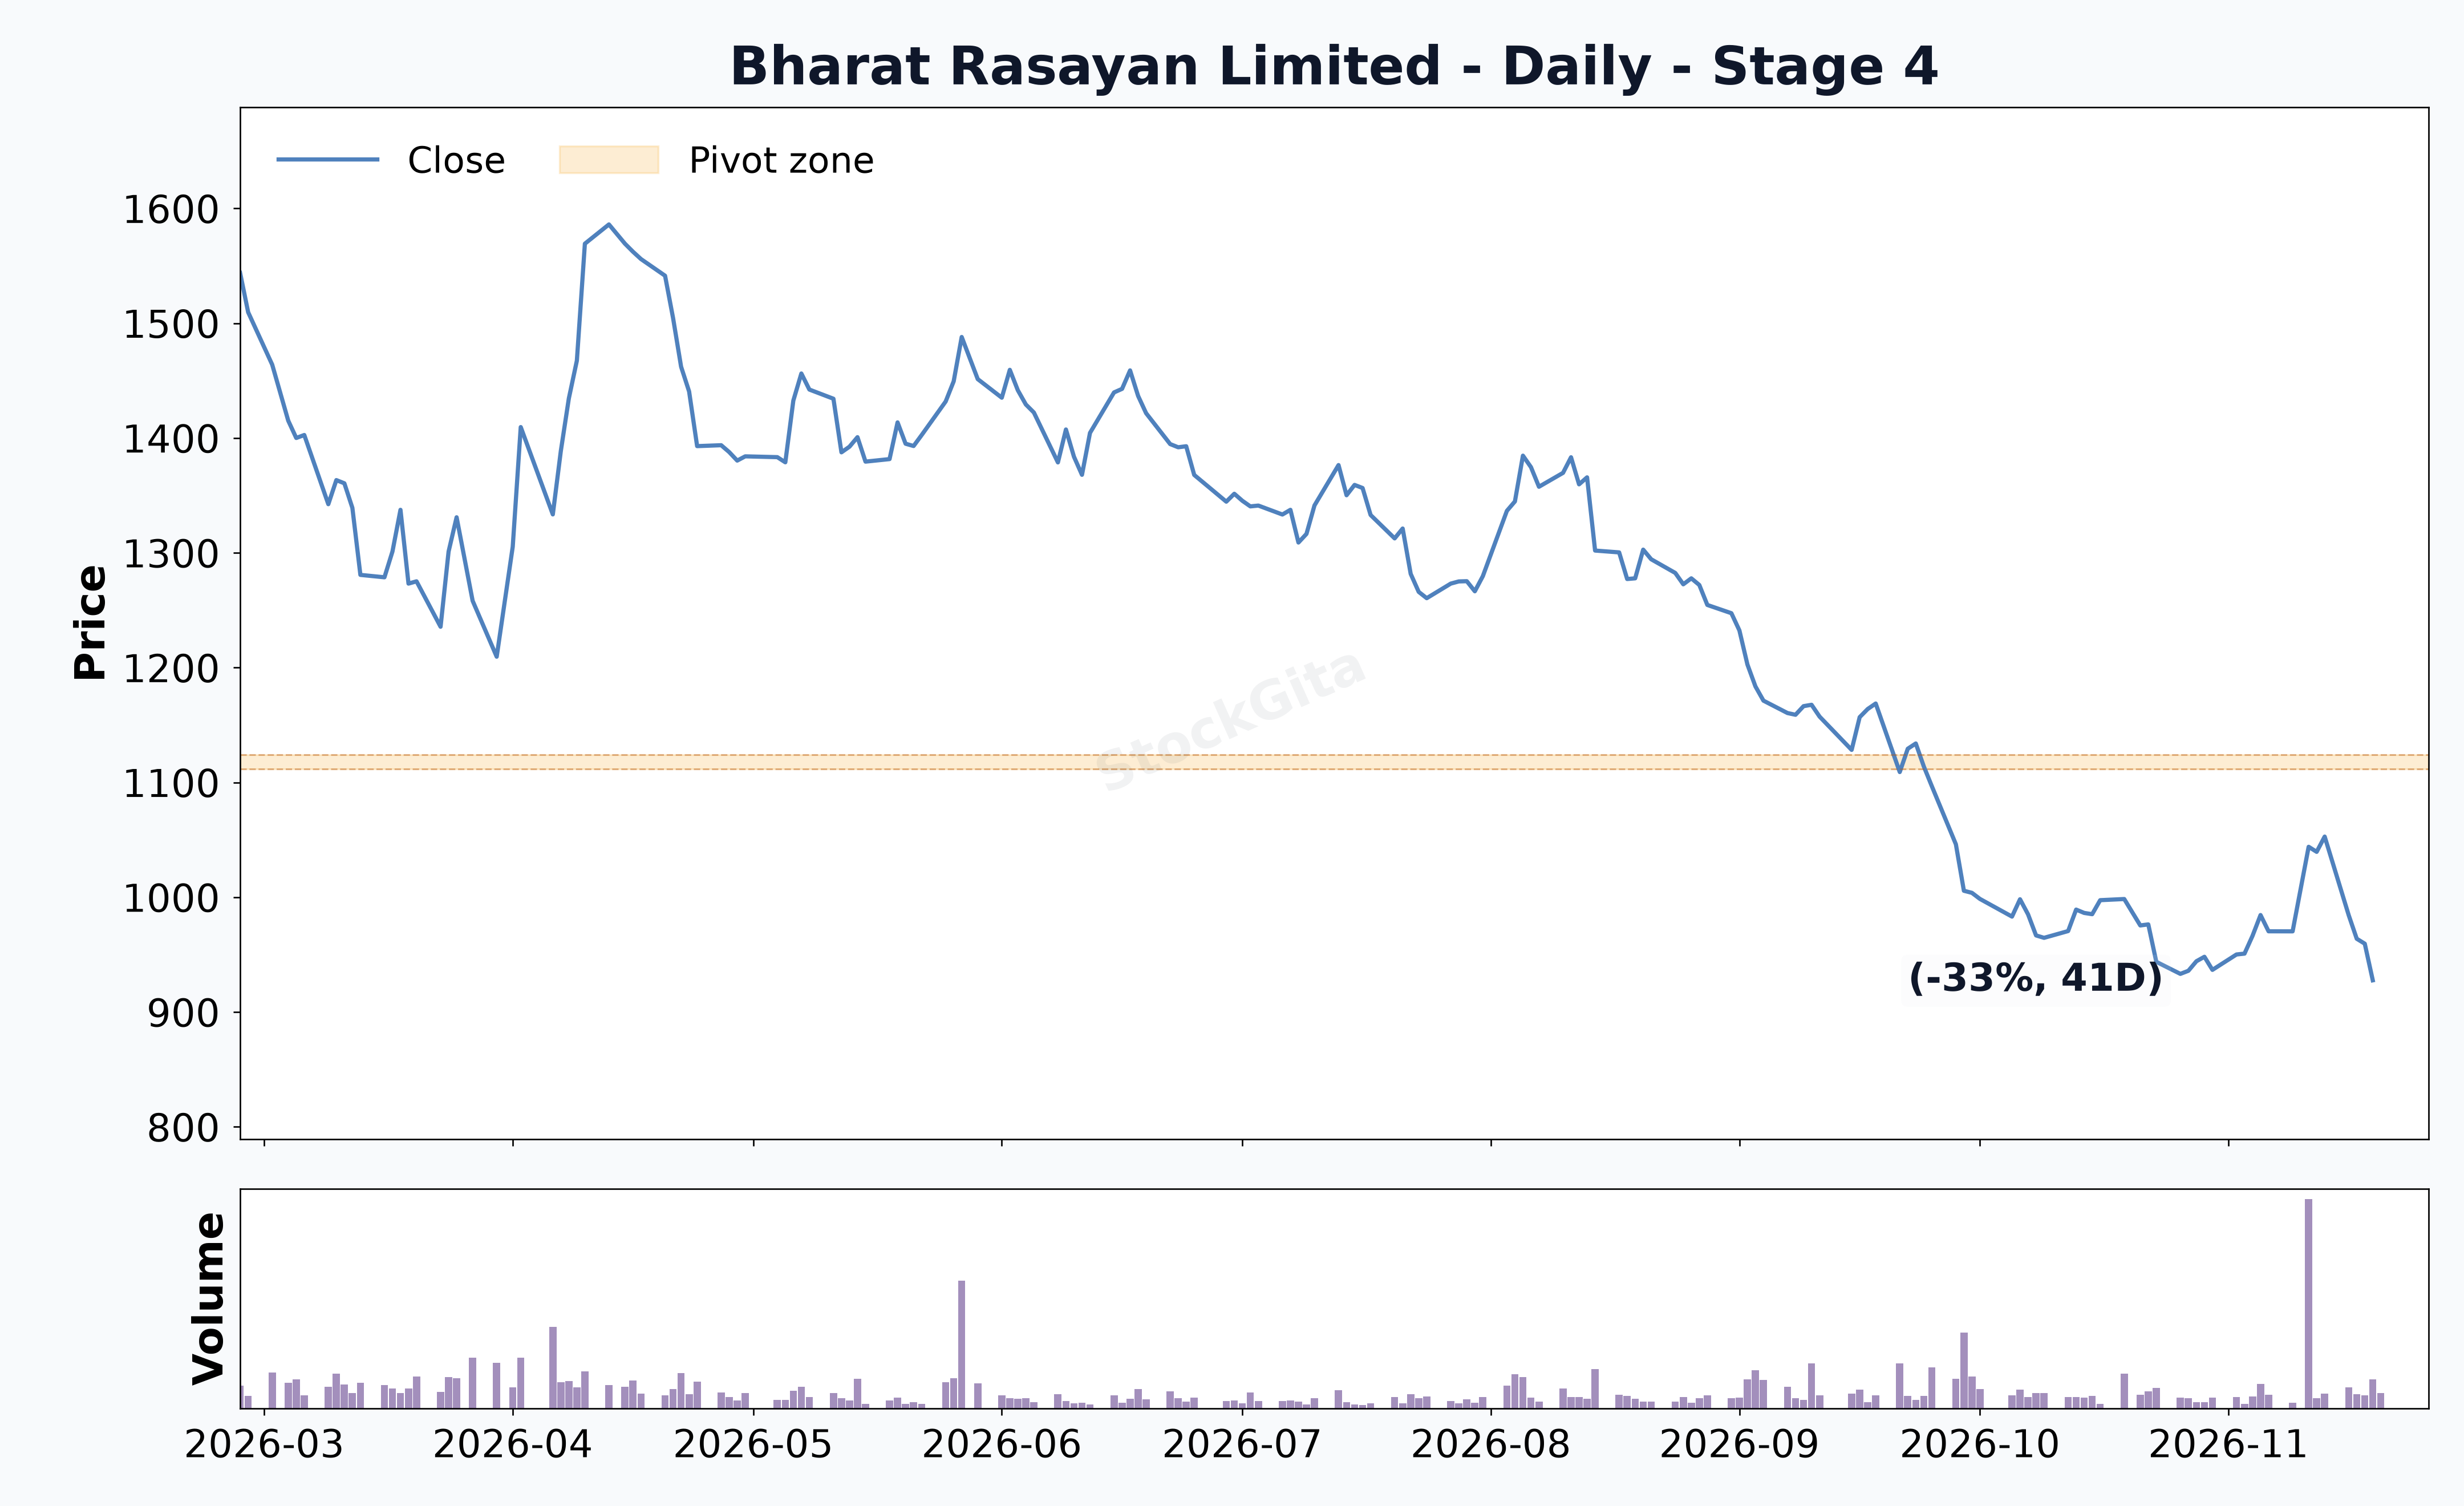 Bharat Rasayan Limited - Daily - Stage 4
Close
Pivot zone
Price
1600
1500
1400
1300
1200
1100
1000
900
800
StockGita
(-33%, 41D)
Volume
2026-03
2026-04
2026-05
2026-06
2026-07
2026-08
2026-09
2026-10
2026-11